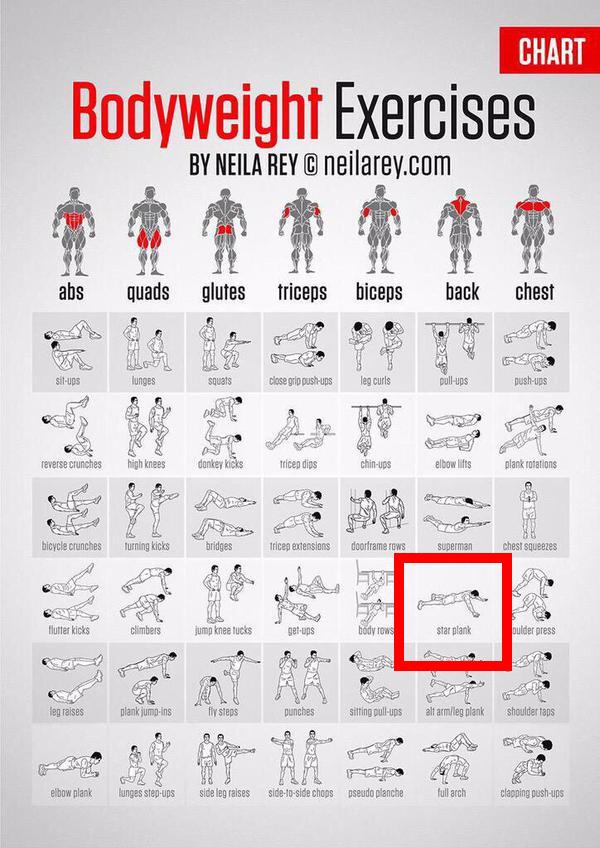 CHART
Bodyweight Exercises
BY NEILA REY © neilarey.com
abs quads glutes triceps biceps back chest
sit-ups lunges squats close grip push-ups leg curls pull-ups push-ups
reverse crunches high knees donkey kicks tricep dips chin-ups elbow lifts plank rotations
bicycle crunches turning kicks bridges tricep extensions doorframe rows superman chest squeezes
flutter kicks climbers jump knee tucks get-ups body rows star plank oulder press
leg raises plank jump-ins fly steps punches sitting pull-ups alt arm/leg plank shoulder taps
elbow plank lunges step-ups side leg raises side-to-side chops pseudo planche full arch clapping push-ups